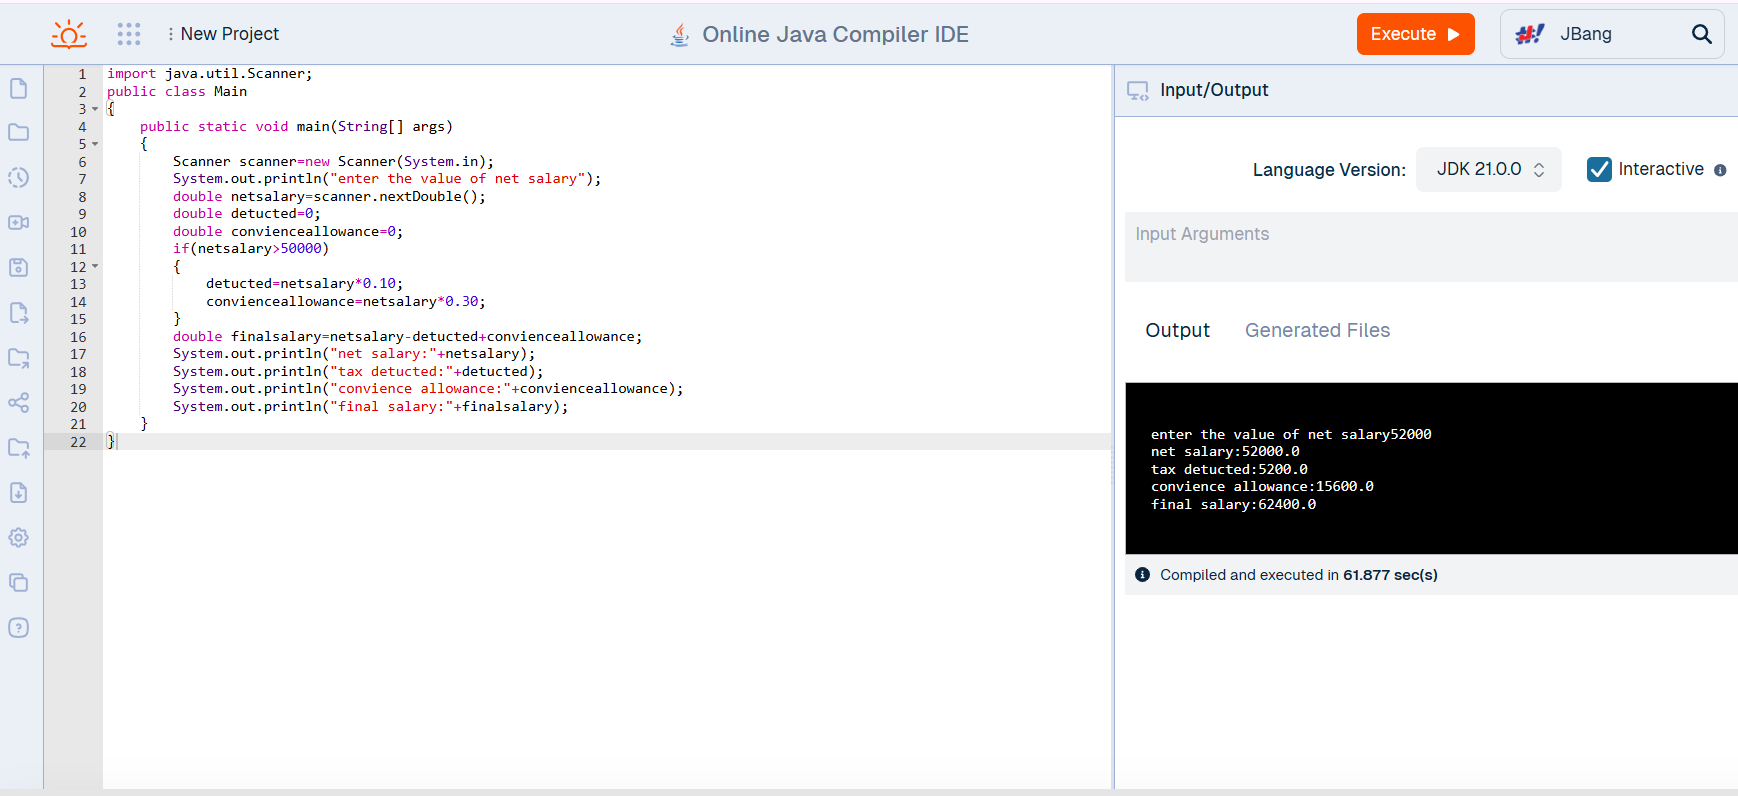 New Project
Online Java Compiler IDE
Execute
JBang
1 import java.util.Scanner;
2 public class Main
3 {
4 public static void main(String[] args)
5 {
6 Scanner scanner=new Scanner(System.in);
7 System.out.println("enter the value of net salary");
8 double netsalary=scanner.nextDouble();
9 double detucted=0;
10 double convienceallowance=0;
11 if(netsalary>50000)
12 {
13 detucted=netsalary*0.10;
14 convienceallowance=netsalary*0.30;
15 }
16 double finalsalary=netsalary-detucted+convienceallowance;
17 System.out.println("net salary:"+netsalary);
18 System.out.println("tax detucted:"+detucted);
19 System.out.println("convience allowance:"+convienceallowance);
20 System.out.println("final salary:"+finalsalary);
21 }
22 }
Input/Output
Language Version: JDK 21.0.0 Interactive
Input Arguments
Output Generated Files
enter the value of net salary52000
net salary:52000.0
tax detucted:5200.0
convience allowance:15600.0
final salary:62400.0
Compiled and executed in 61.877 sec(s)